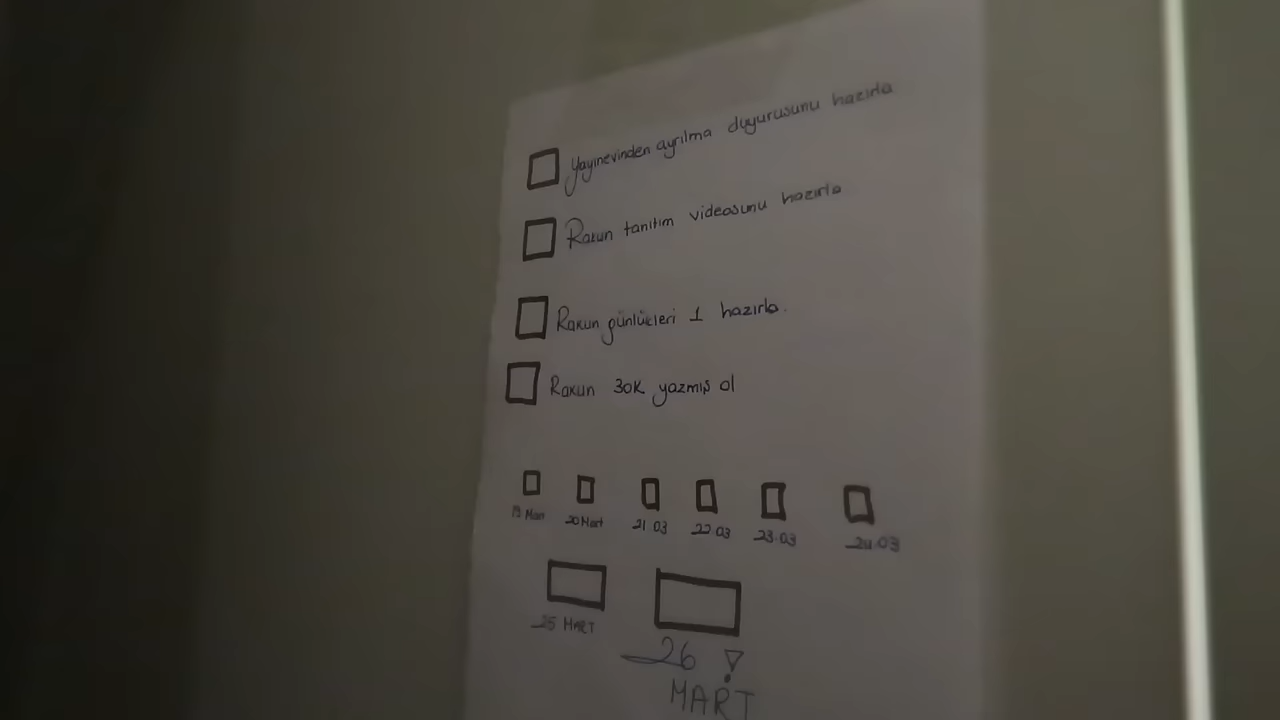 Yayınevinden ayrılma duyurusunu hazırla
Rakun tanıtım videosunu hazırla
Rakun günlükleri 1 hazırla.
Rakun 30K yazmış ol
19 Mart 20 Mart 21.03 22.03 23.03 24.03
25 MART
26 !
MART